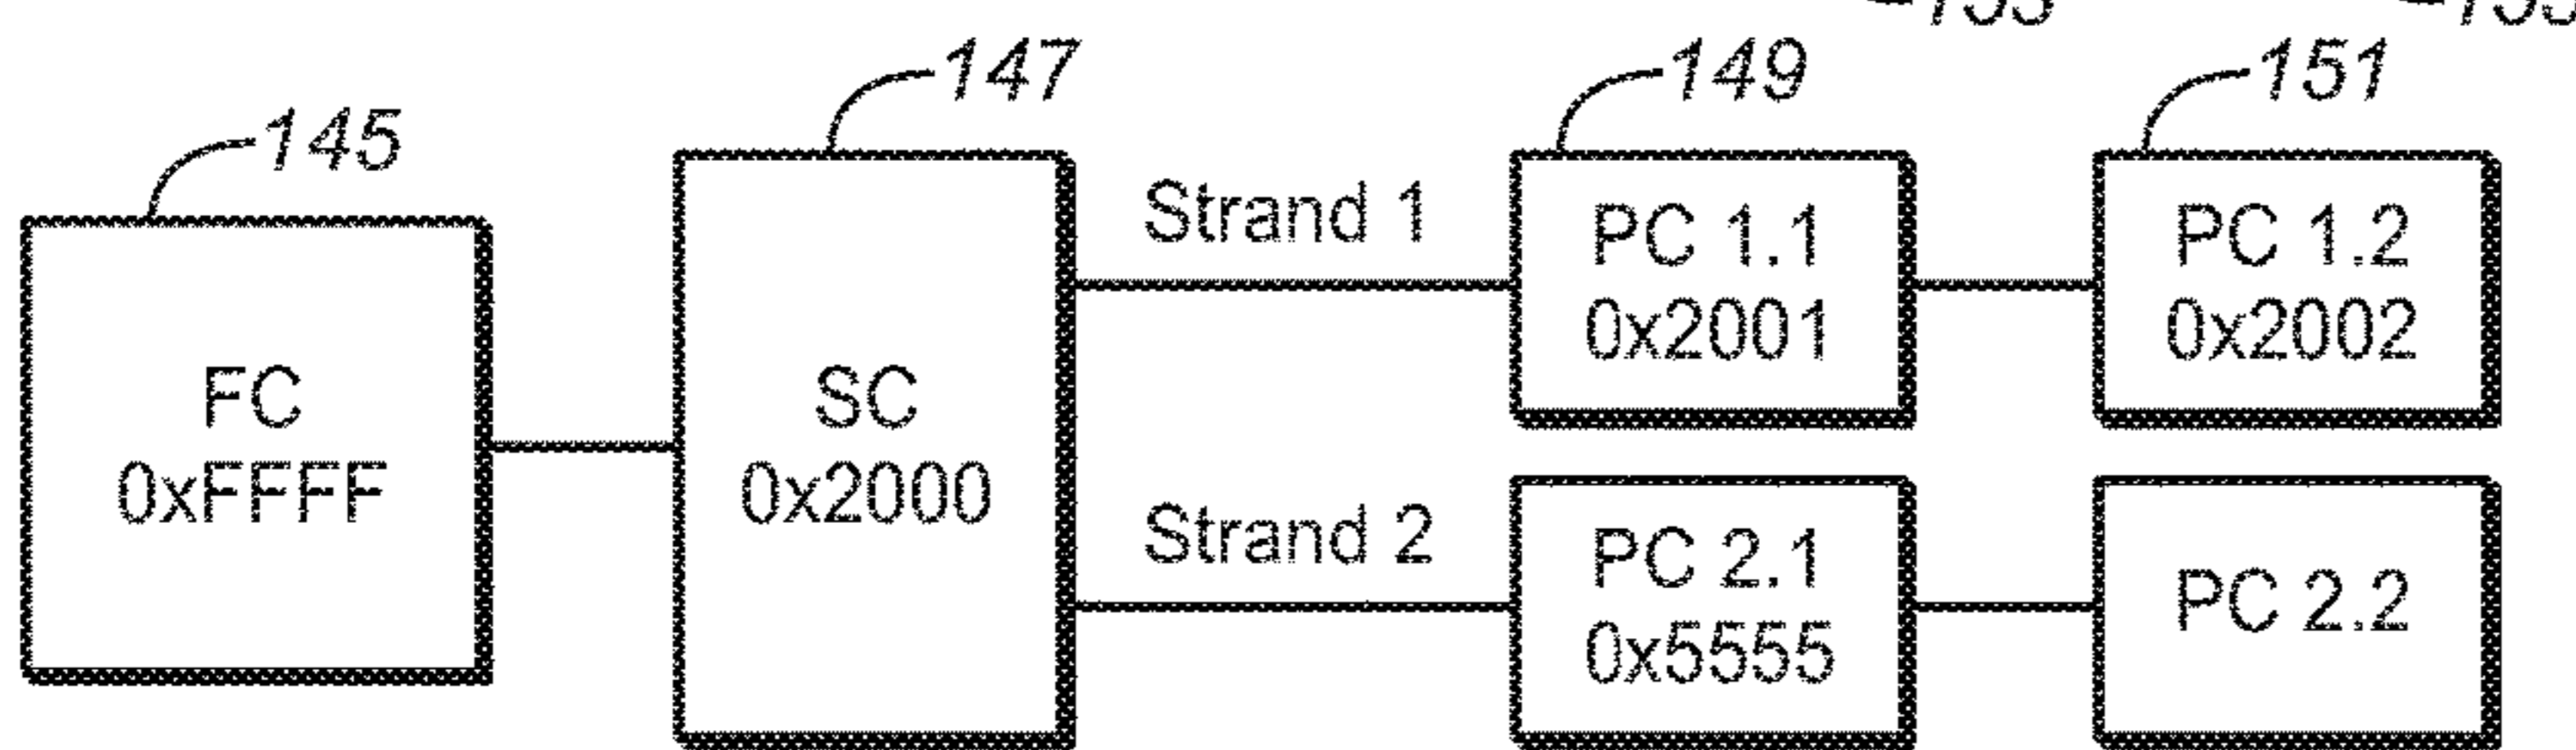 147
149
151
145
Strand 1
PC 1.1
0x2001
PC 1.2
0x2002
FC
0xFFFF
SC
0x2000
Strand 2
PC 2.1
0x5555
PC 2.2